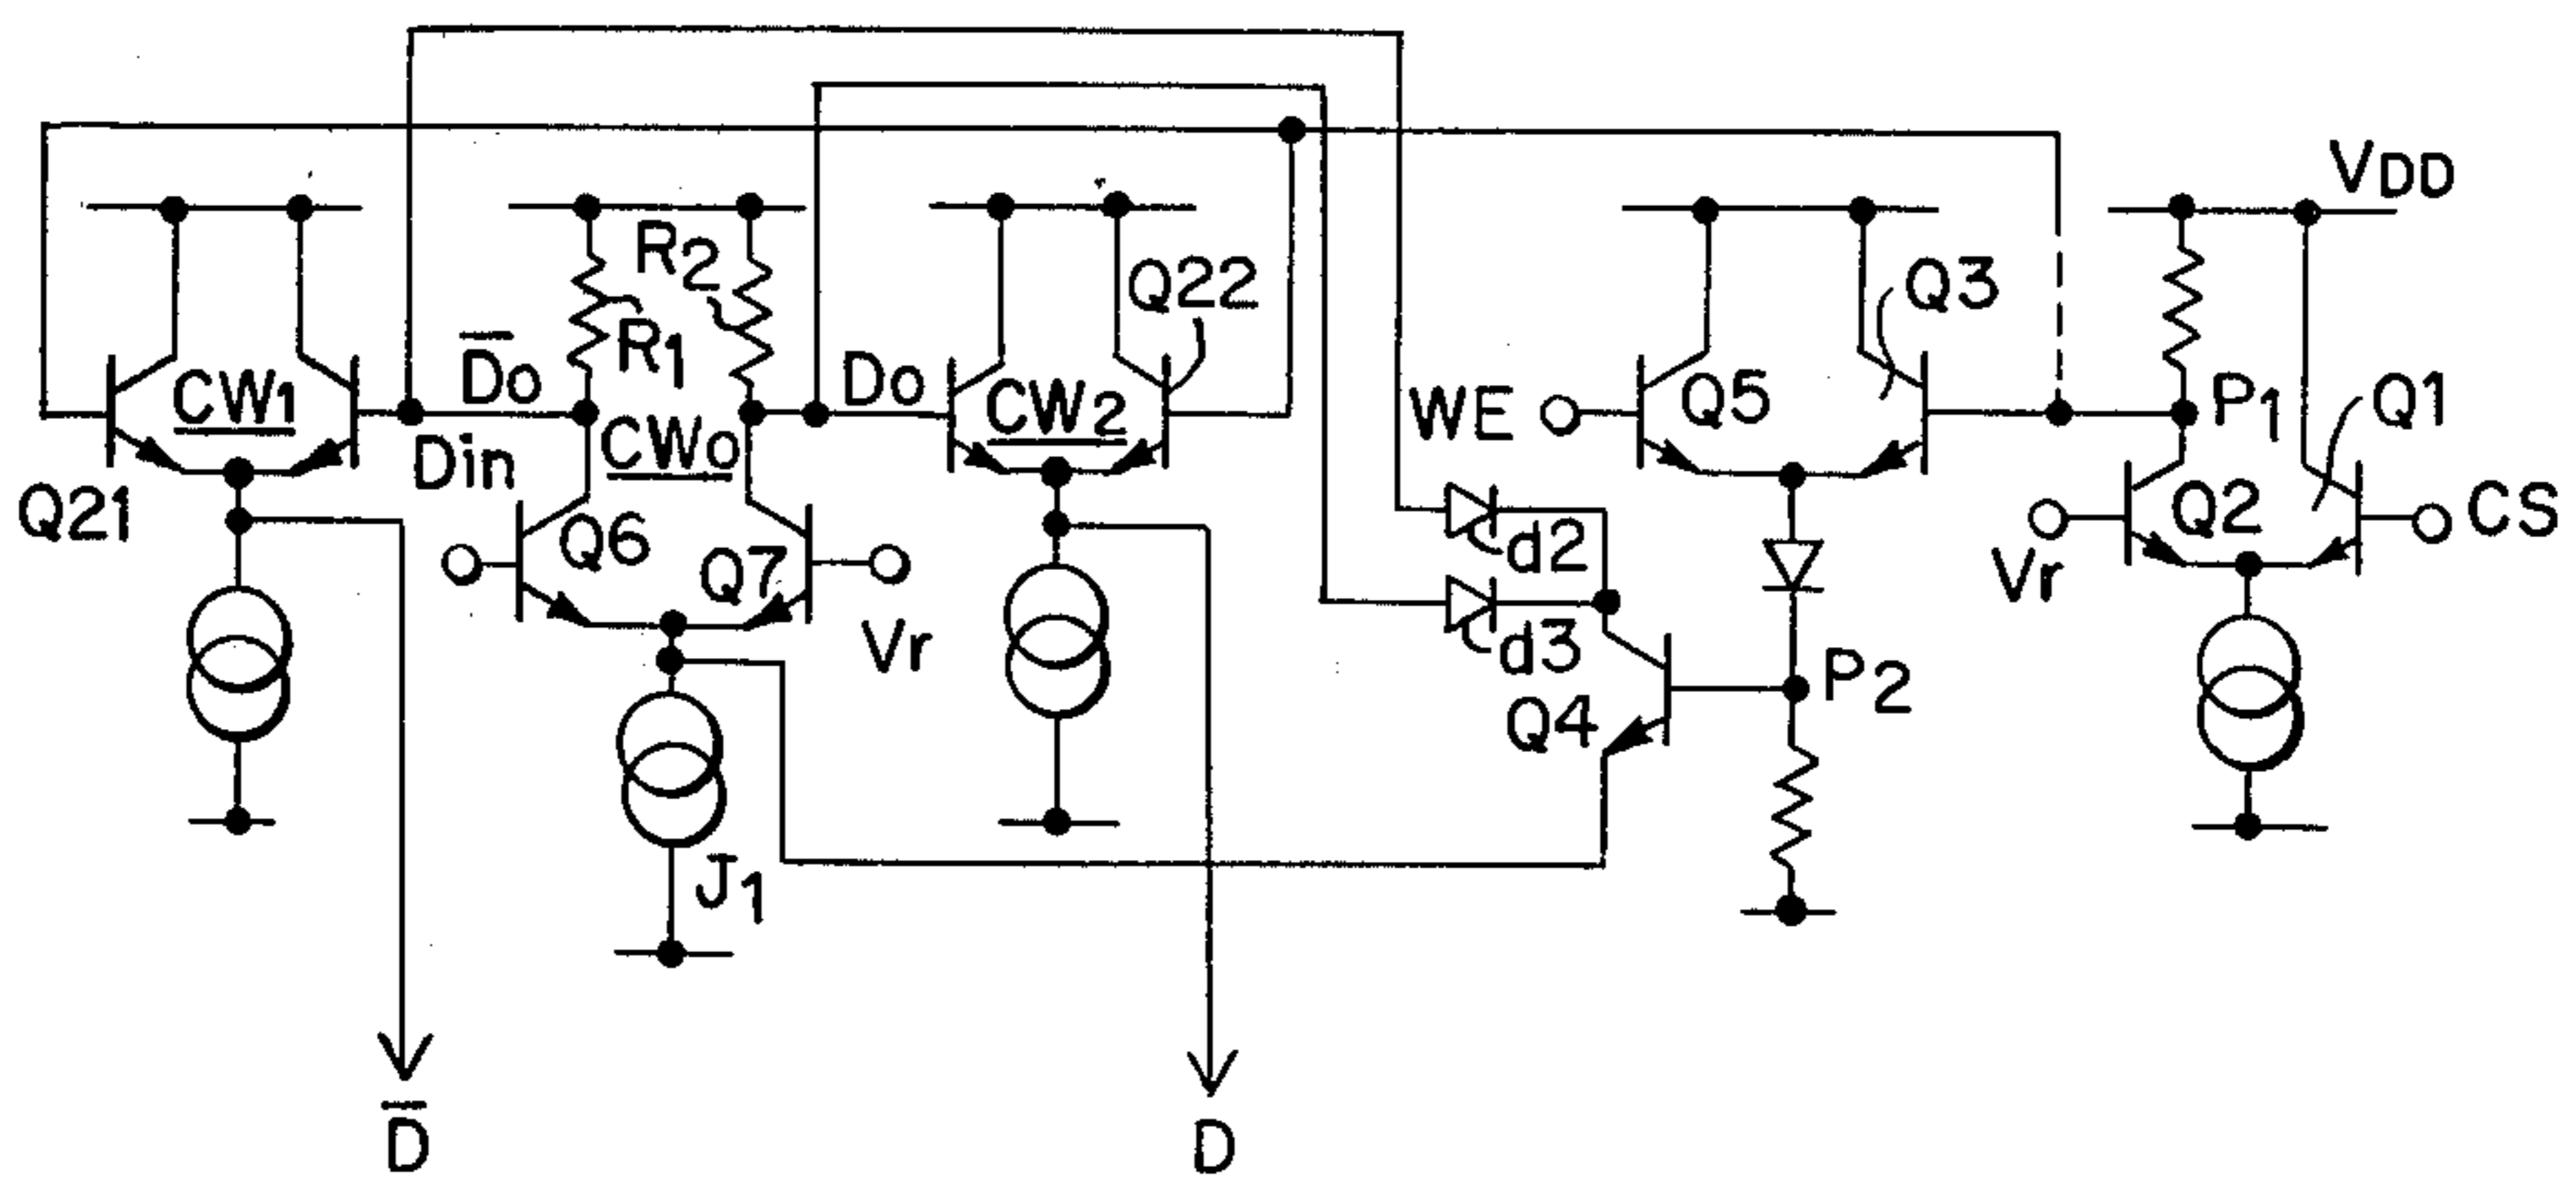 VDD
R2
Q22
Q3
R1
D̅o
Do
CW1
CW2
WE
Q5
P1
Q1
Din
CWo
Q21
Q6
Q2
CS
d2
Q7
Vr
Vr
d3
P2
Q4
J1
D̅
D